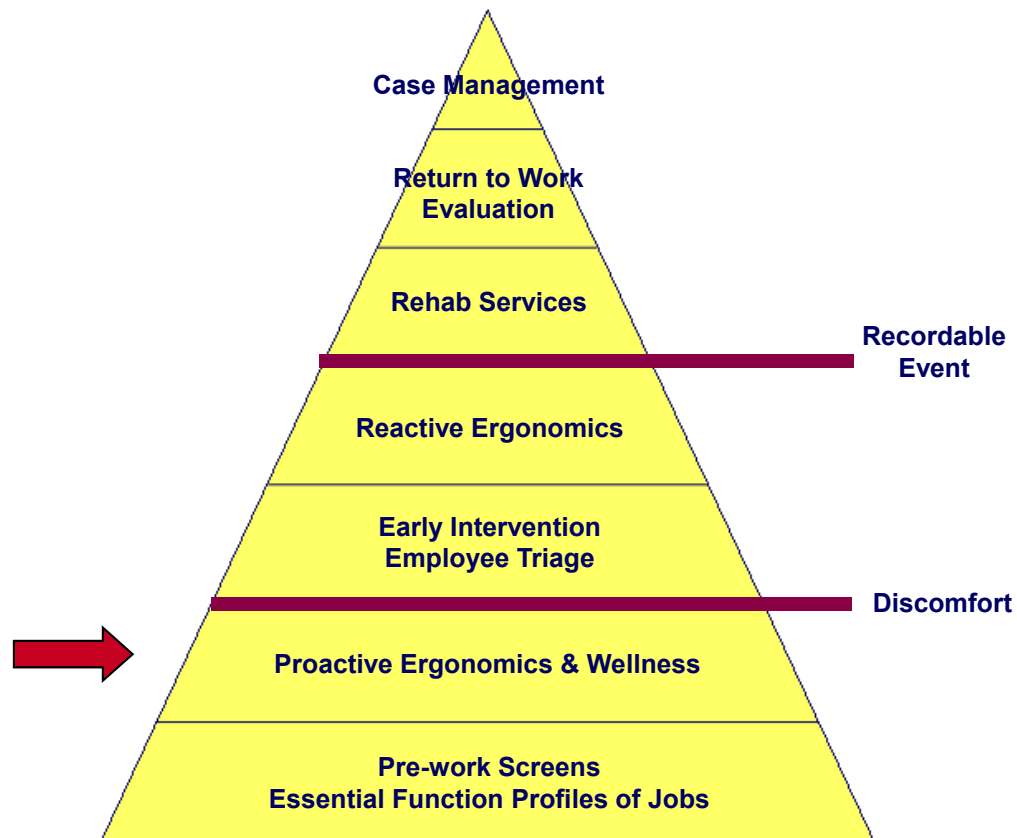 Case Management
Return to Work
Evaluation
Rehab Services
Recordable
Event
Reactive Ergonomics
Early Intervention
Employee Triage
Discomfort
Proactive Ergonomics & Wellness
Pre-work Screens
Essential Function Profiles of Jobs